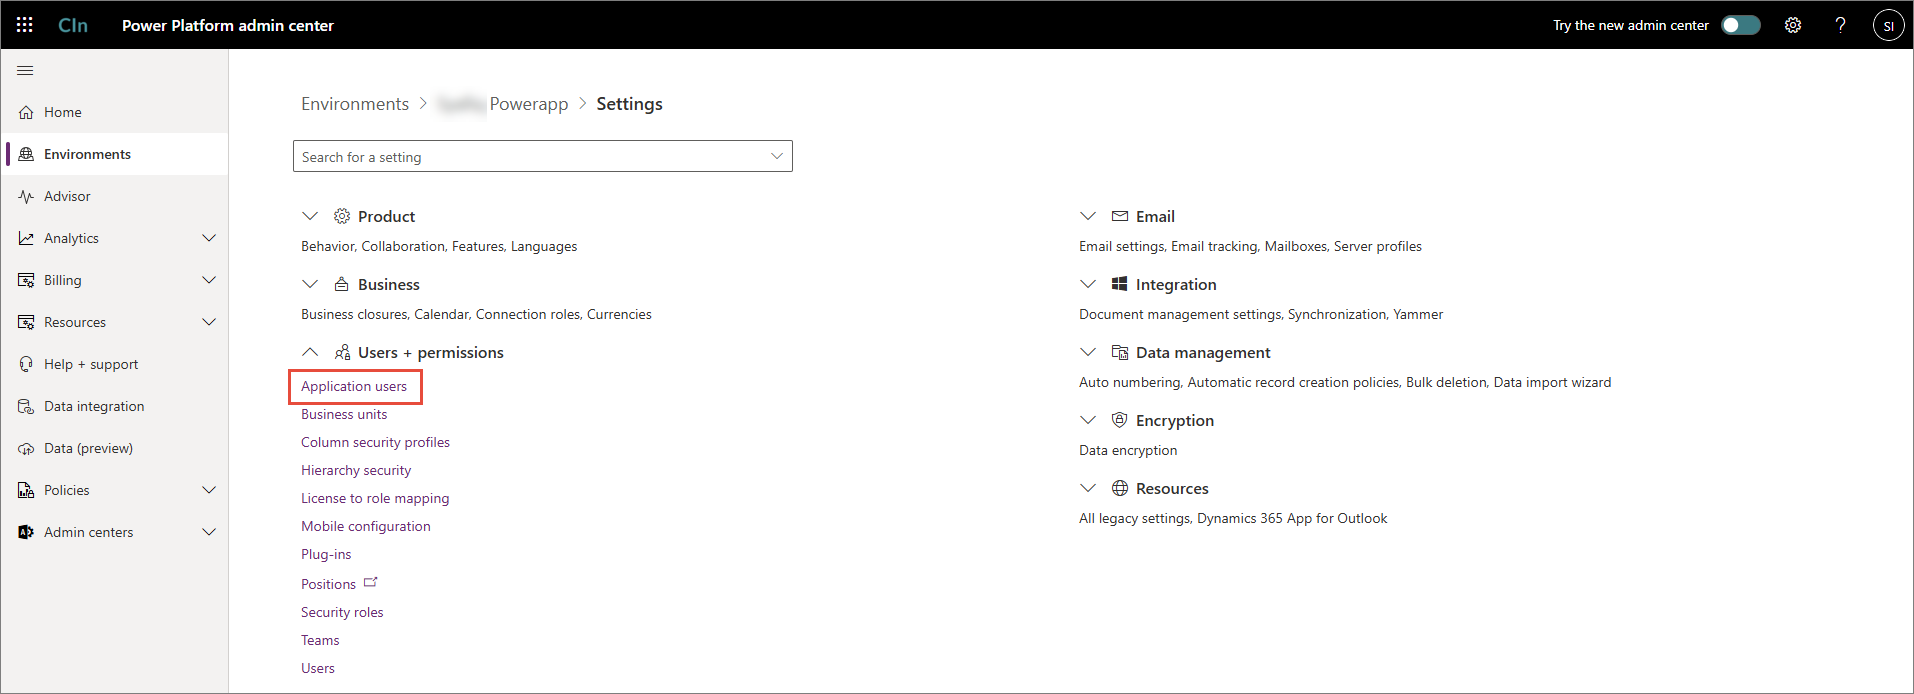 CIn Power Platform admin center Try the new admin center ? SI
Home
Environments
Advisor
Analytics
Billing
Resources
Help + support
Data integration
Data (preview)
Policies
Admin centers
Environments > Powerapp > Settings
Search for a setting
Product
Behavior, Collaboration, Features, Languages
Business
Business closures, Calendar, Connection roles, Currencies
Users + permissions
Application users
Business units
Column security profiles
Hierarchy security
License to role mapping
Mobile configuration
Plug-ins
Positions
Security roles
Teams
Users
Email
Email settings, Email tracking, Mailboxes, Server profiles
Integration
Document management settings, Synchronization, Yammer
Data management
Auto numbering, Automatic record creation policies, Bulk deletion, Data import wizard
Encryption
Data encryption
Resources
All legacy settings, Dynamics 365 App for Outlook